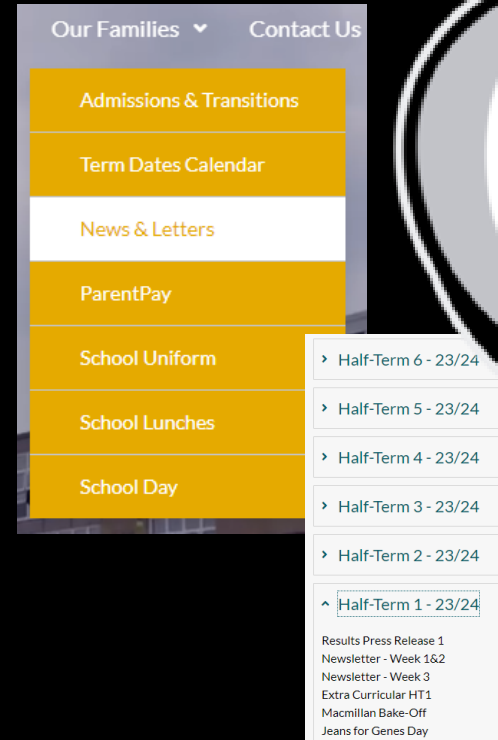 Our Families Contact Us
Admissions & Transitions
Term Dates Calendar
News & Letters
ParentPay
School Uniform
School Lunches
School Day
Half-Term 6 - 23/24
Half-Term 5 - 23/24
Half-Term 4 - 23/24
Half-Term 3 - 23/24
Half-Term 2 - 23/24
Half-Term 1 - 23/24
Results Press Release 1
Newsletter - Week 1&2
Newsletter - Week 3
Extra Curricular HT1
Macmillan Bake-Off
Jeans for Genes Day